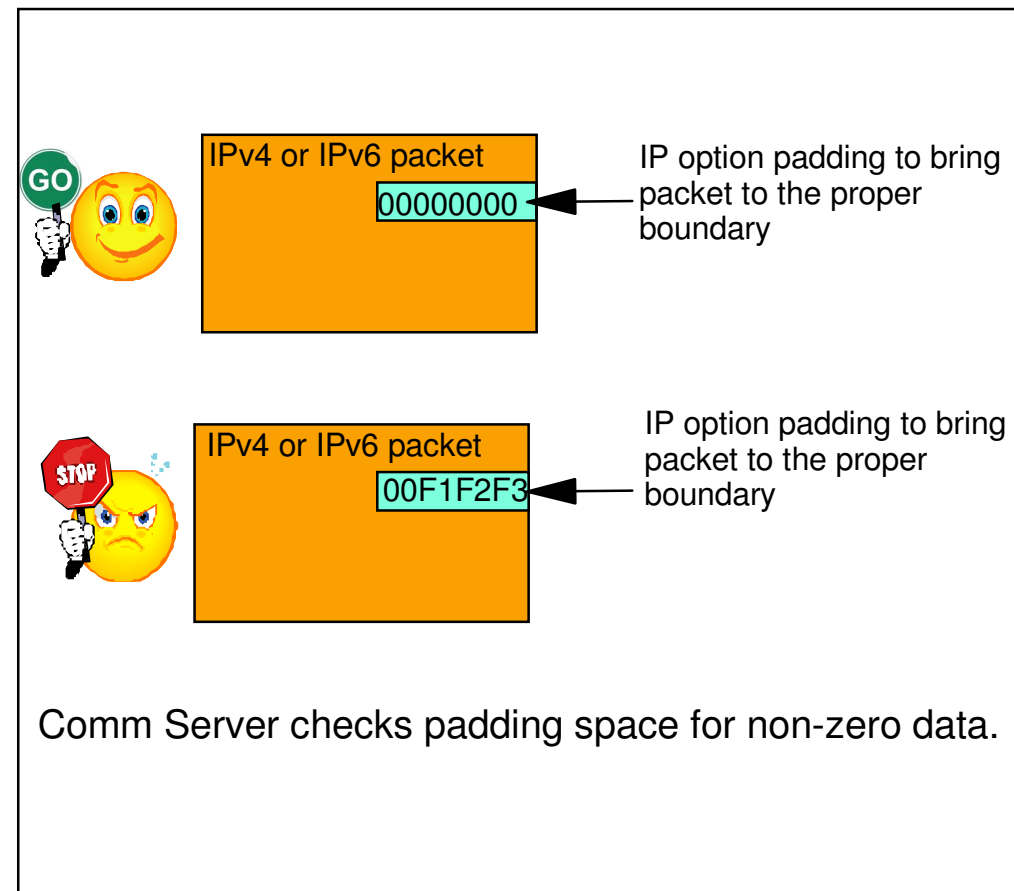 GO
IPv4 or IPv6 packet
00000000
IP option padding to bring
packet to the proper
boundary
STOP
IPv4 or IPv6 packet
00F1F2F3
IP option padding to bring
packet to the proper
boundary
Comm Server checks padding space for non-zero data.